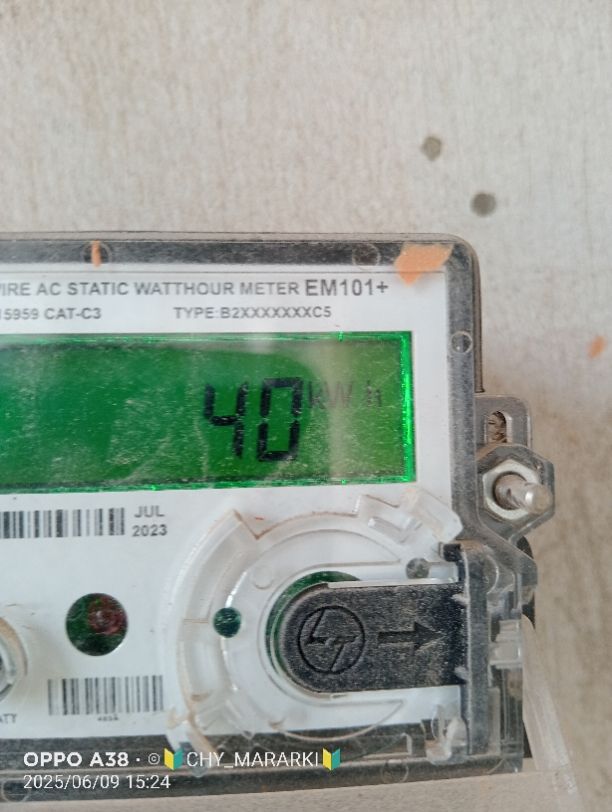 WIRE AC STATIC WATTHOUR METER EM101+
15959 CAT-C3 TYPE:B2XXXXXXXC5
40 kWh
JUL
2023
L&T
OPPO A38 · ©🔰CHY_MARARKI🔰
2025/06/09 15:24